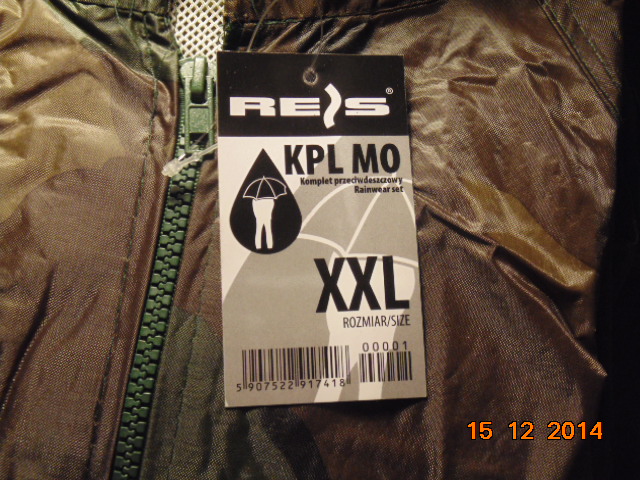 REIS®
KPL MO
Komplet przeciwdeszczowy
Rainwear set
XXL
ROZMIAR/SIZE
00001
5 907522 917418
15 12 2014